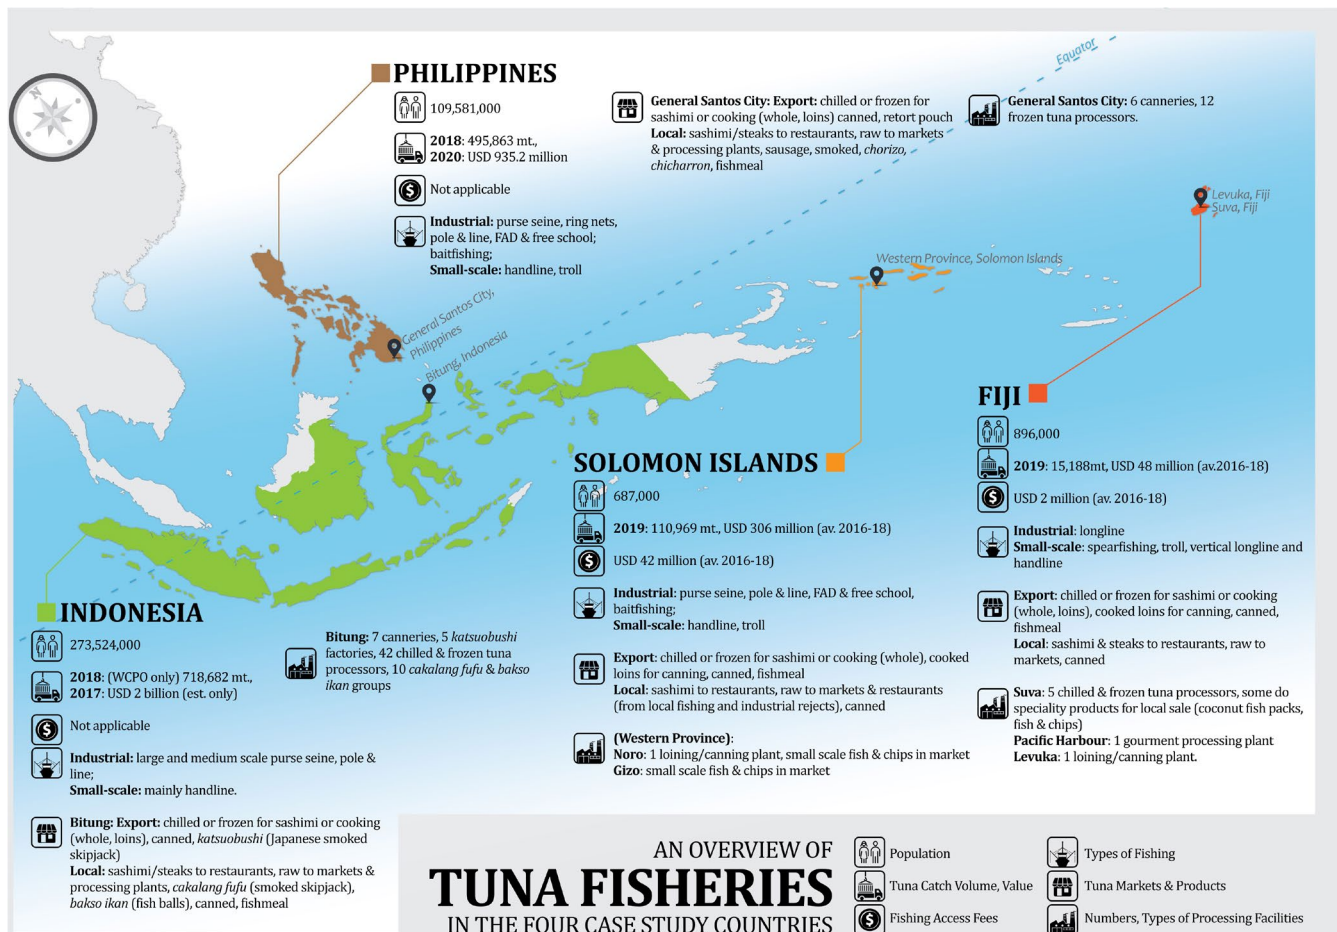 N
Equator
PHILIPPINES
109,581,000
2018: 495,863 mt.,
2020: USD 935.2 million
Not applicable
Industrial: purse seine, ring nets,
pole & line, FAD & free school;
baitfishing;
Small-scale: handline, troll
General Santos City: Export: chilled or frozen for
sashimi or cooking (whole, loins) canned, retort pouch
Local: sashimi/steaks to restaurants, raw to markets
& processing plants, sausage, smoked, chorizo,
chicharron, fishmeal
General Santos City: 6 canneries, 12
frozen tuna processors.
Levuka, Fiji
Suva, Fiji
Western Province, Solomon Islands
General Santos City,
Philippines
Bitung, Indonesia
FIJI
896,000
2019: 15,188mt, USD 48 million (av.2016-18)
USD 2 million (av. 2016-18)
Industrial: longline
Small-scale: spearfishing, troll, vertical longline and
handline
Export: chilled or frozen for sashimi or cooking
(whole, loins), cooked loins for canning, canned,
fishmeal
Local: sashimi & steaks to restaurants, raw to
markets, canned
Suva: 5 chilled & frozen tuna processors, some do
speciality products for local sale (coconut fish packs,
fish & chips)
Pacific Harbour: 1 gourment processing plant
Levuka: 1 loining/canning plant.
SOLOMON ISLANDS
687,000
2019: 110,969 mt., USD 306 million (av. 2016-18)
USD 42 million (av. 2016-18)
Industrial: purse seine, pole & line, FAD & free school,
baitfishing;
Small-scale: handline, troll
Export: chilled or frozen for sashimi or cooking (whole), cooked
loins for canning, canned, fishmeal
Local: sashimi to restaurants, raw to markets & restaurants
(from local fishing and industrial rejects), canned
(Western Province):
Noro: 1 loining/canning plant, small scale fish & chips in market
Gizo: small scale fish & chips in market
INDONESIA
273,524,000
2018: (WCPO only) 718,682 mt.,
2017: USD 2 billion (est. only)
Not applicable
Industrial: large and medium scale purse seine, pole &
line;
Small-scale: mainly handline.
Bitung: Export: chilled or frozen for sashimi or cooking
(whole, loins), canned, katsuobushi (Japanese smoked
skipjack)
Local: sashimi/steaks to restaurants, raw to markets &
processing plants, cakalang fufu (smoked skipjack),
bakso ikan (fish balls), canned, fishmeal
Bitung: 7 canneries, 5 katsuobushi
factories, 42 chilled & frozen tuna
processors, 10 cakalang fufu & bakso
ikan groups
AN OVERVIEW OF
TUNA FISHERIES
IN THE FOUR CASE STUDY COUNTRIES
Population
Tuna Catch Volume, Value
Fishing Access Fees
Types of Fishing
Tuna Markets & Products
Numbers, Types of Processing Facilities